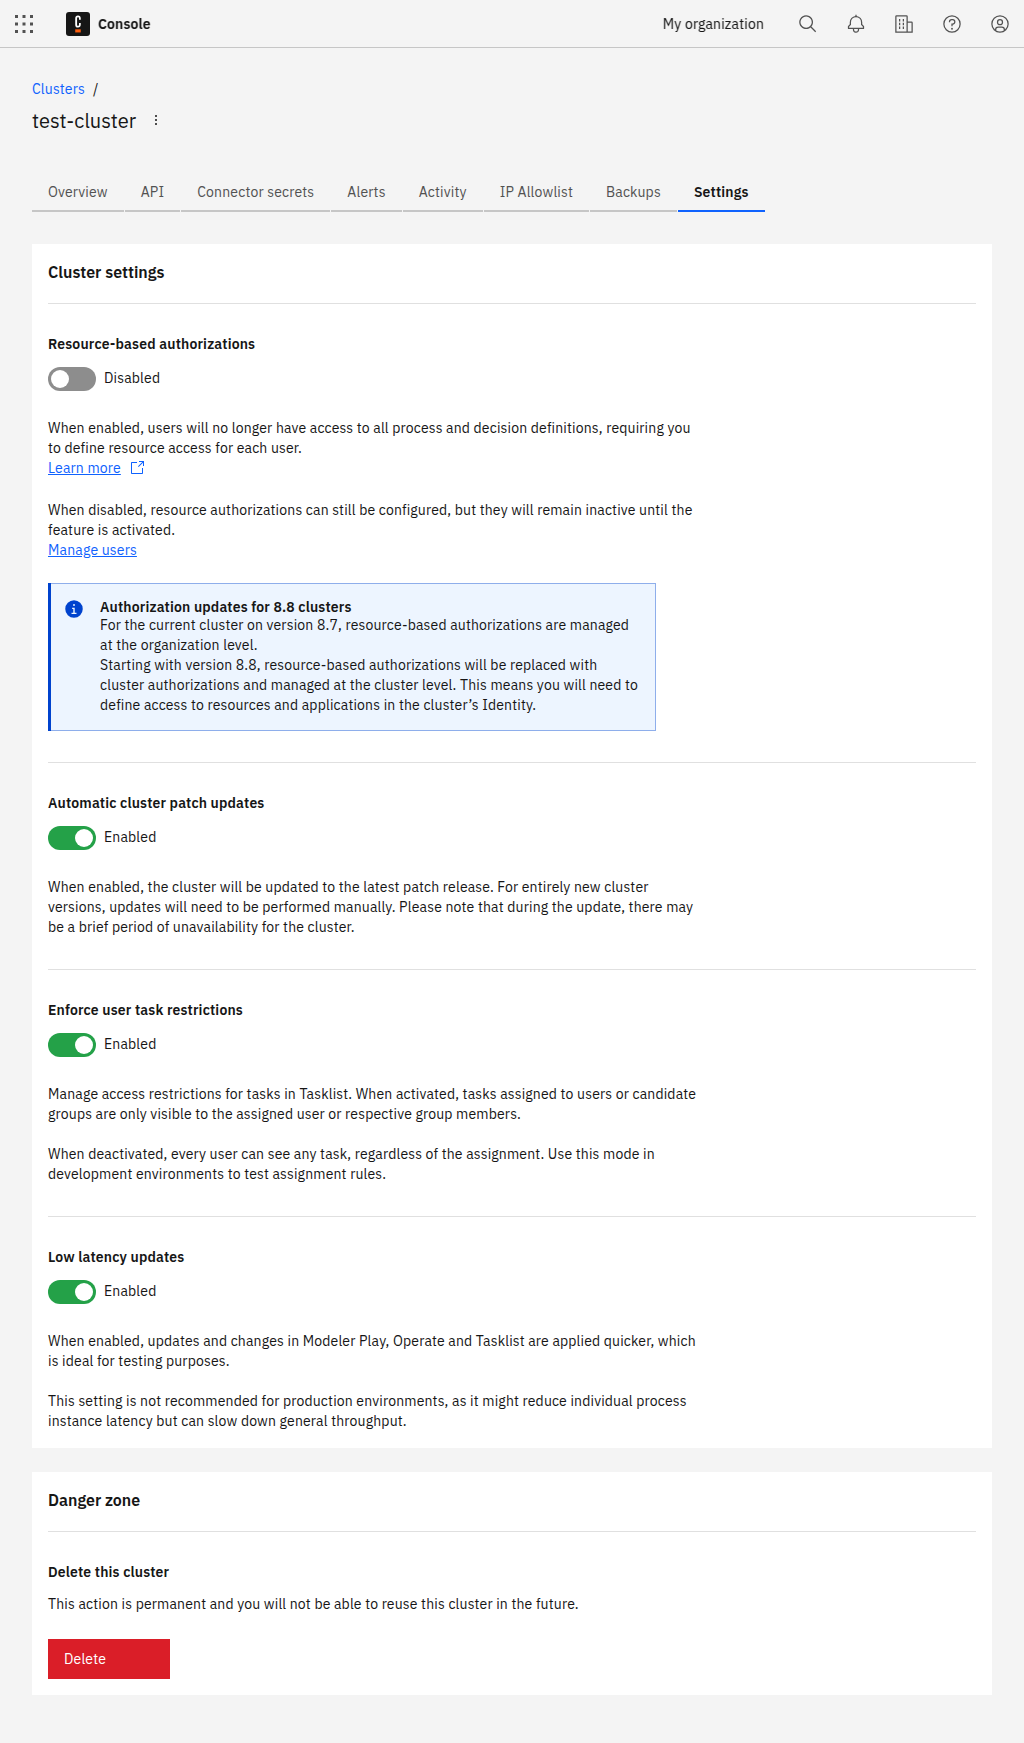 Console
My organization
Clusters /
test-cluster
Overview
API
Connector secrets
Alerts
Activity
IP Allowlist
Backups
Settings
Cluster settings
Resource-based authorizations
Disabled
When enabled, users will no longer have access to all process and decision definitions, requiring you
to define resource access for each user.
Learn more
When disabled, resource authorizations can still be configured, but they will remain inactive until the
feature is activated.
Manage users
Authorization updates for 8.8 clusters
For the current cluster on version 8.7, resource-based authorizations are managed
at the organization level.
Starting with version 8.8, resource-based authorizations will be replaced with
cluster authorizations and managed at the cluster level. This means you will need to
define access to resources and applications in the cluster’s Identity.
Automatic cluster patch updates
Enabled
When enabled, the cluster will be updated to the latest patch release. For entirely new cluster
versions, updates will need to be performed manually. Please note that during the update, there may
be a brief period of unavailability for the cluster.
Enforce user task restrictions
Enabled
Manage access restrictions for tasks in Tasklist. When activated, tasks assigned to users or candidate
groups are only visible to the assigned user or respective group members.
When deactivated, every user can see any task, regardless of the assignment. Use this mode in
development environments to test assignment rules.
Low latency updates
Enabled
When enabled, updates and changes in Modeler Play, Operate and Tasklist are applied quicker, which
is ideal for testing purposes.
This setting is not recommended for production environments, as it might reduce individual process
instance latency but can slow down general throughput.
Danger zone
Delete this cluster
This action is permanent and you will not be able to reuse this cluster in the future.
Delete